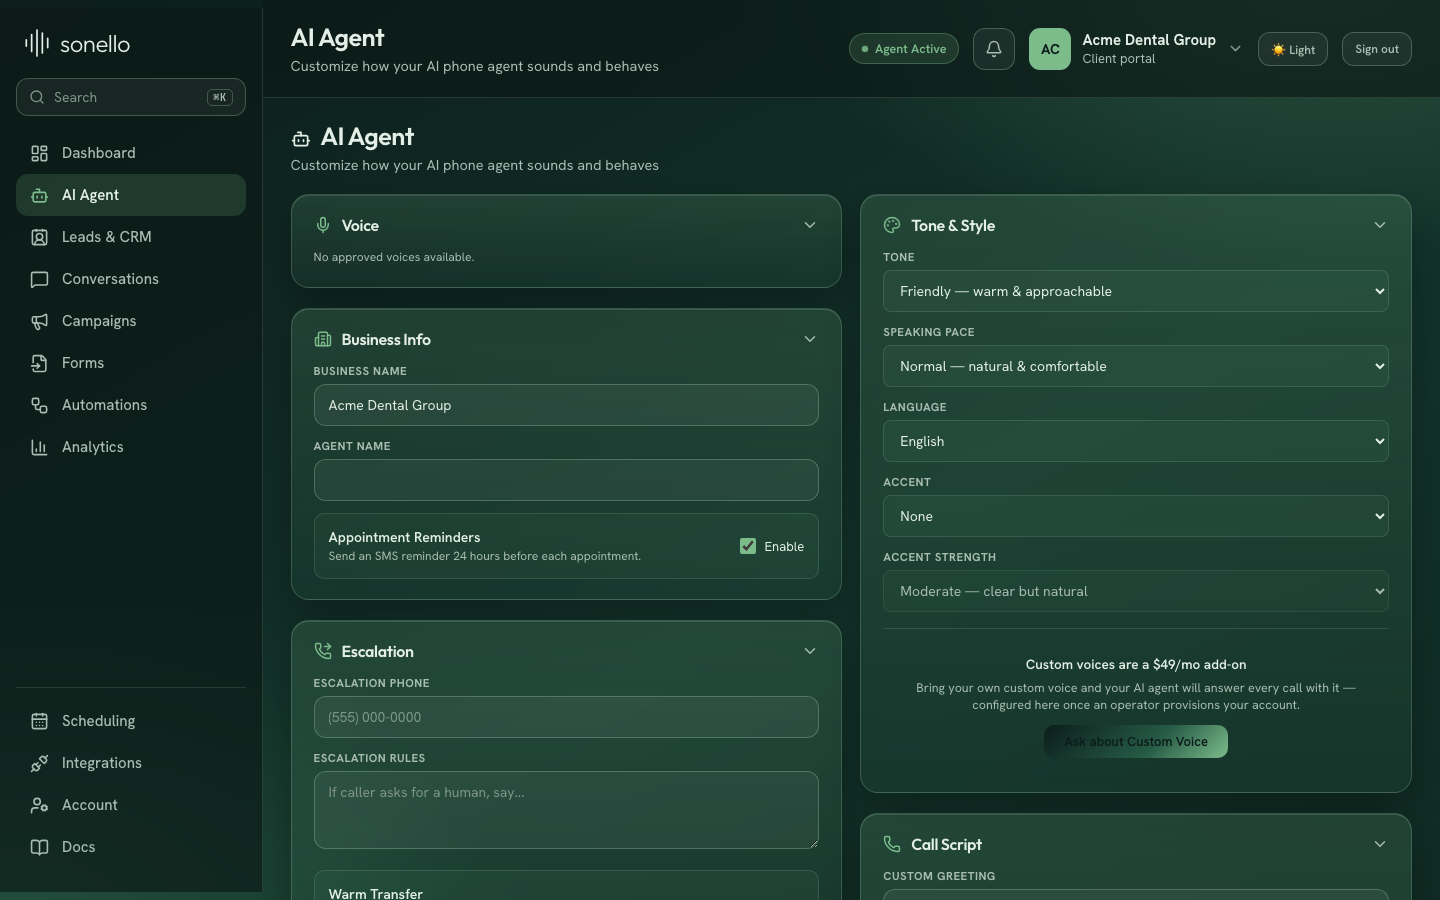 sonello
Search ⌘K
Dashboard
AI Agent
Leads & CRM
Conversations
Campaigns
Forms
Automations
Analytics
Scheduling
Integrations
Account
Docs
AI Agent
Customize how your AI phone agent sounds and behaves
Agent Active
AC
Acme Dental Group
Client portal
Light
Sign out
AI Agent
Customize how your AI phone agent sounds and behaves
Voice
No approved voices available.
Business Info
BUSINESS NAME
Acme Dental Group
AGENT NAME
Appointment Reminders
Send an SMS reminder 24 hours before each appointment.
Enable
Escalation
ESCALATION PHONE
(555) 000-0000
ESCALATION RULES
If caller asks for a human, say...
Warm Transfer
Tone & Style
TONE
Friendly — warm & approachable
SPEAKING PACE
Normal — natural & comfortable
LANGUAGE
English
ACCENT
None
ACCENT STRENGTH
Moderate — clear but natural
Custom voices are a $49/mo add-on
Bring your own custom voice and your AI agent will answer every call with it —
configured here once an operator provisions your account.
Ask about Custom Voice
Call Script
CUSTOM GREETING